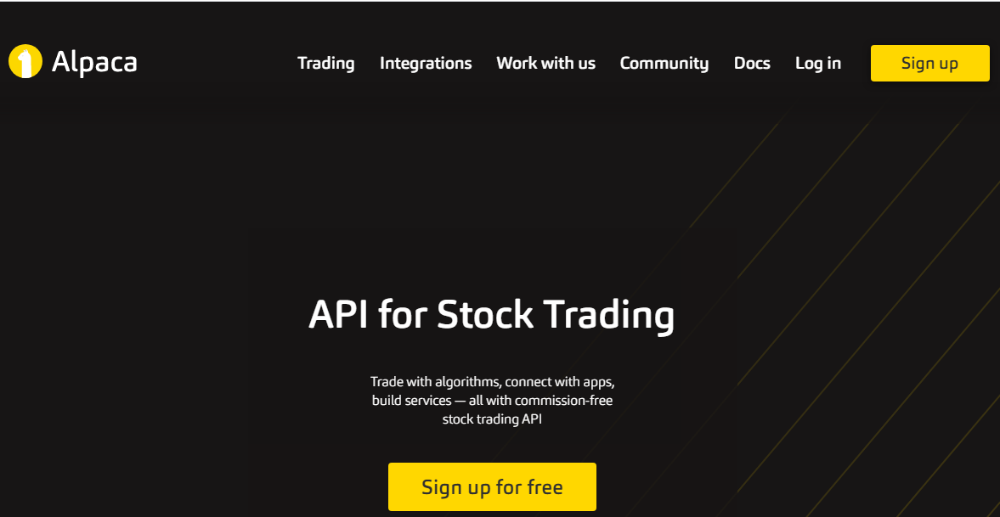 Alpaca
Trading
Integrations
Work with us
Community
Docs
Log in
Sign up
API for Stock Trading
Trade with algorithms, connect with apps,
build services — all with commission-free
stock trading API
Sign up for free